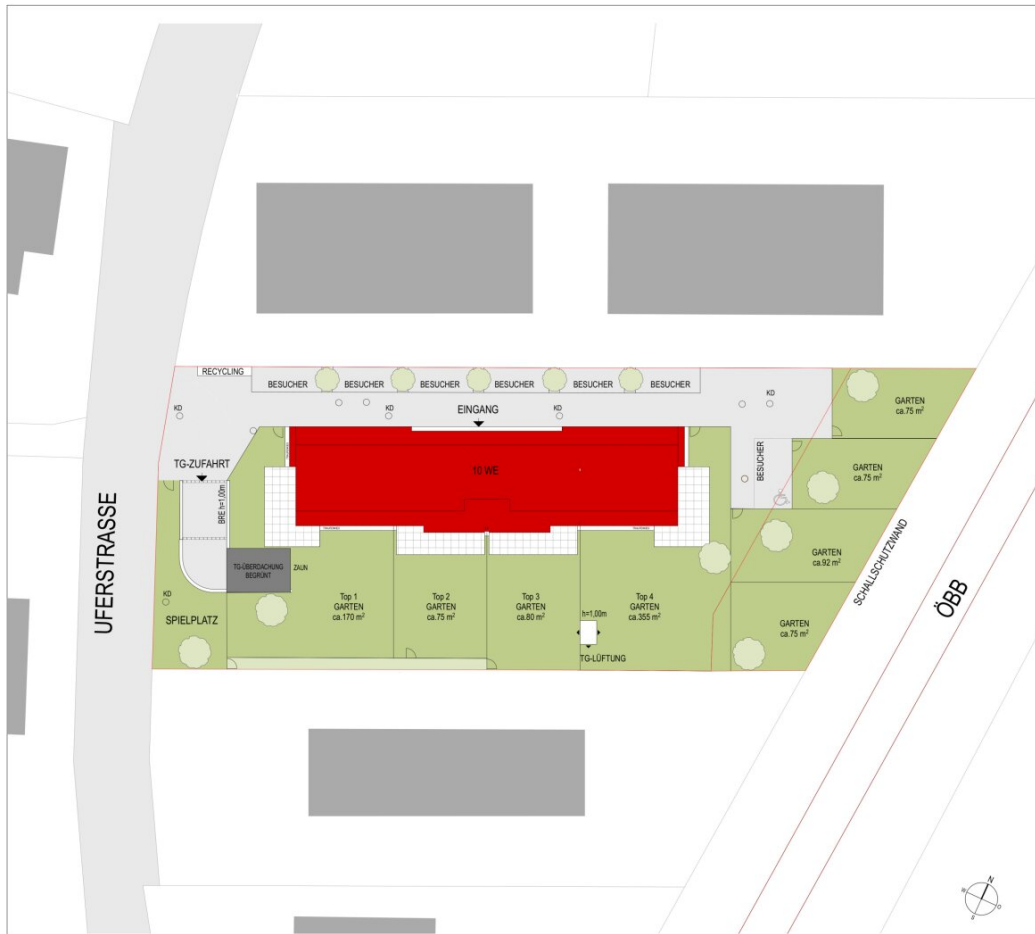 RECYCLING
BESUCHER
BESUCHER
BESUCHER
BESUCHER
BESUCHER
BESUCHER
KD
KD
EINGANG
KD
KD
GARTEN
ca.75 m²
TG-ZUFAHRT
10 WE
BESUCHER
GARTEN
ca.75 m²
BRE h=1,00m
UFERSTRASSE
TG-ÜBERDACHUNG
BEGRÜNT
ZAUN
GARTEN
ca.92 m²
SCHALLSCHUTZWAND
ÖBB
KD
SPIELPLATZ
Top 1
GARTEN
ca.170 m²
Top 2
GARTEN
ca.75 m²
Top 3
GARTEN
ca.80 m²
Top 4
GARTEN
ca.355 m²
h=1,00m
TG-LÜFTUNG
GARTEN
ca.75 m²
N
W
O
S